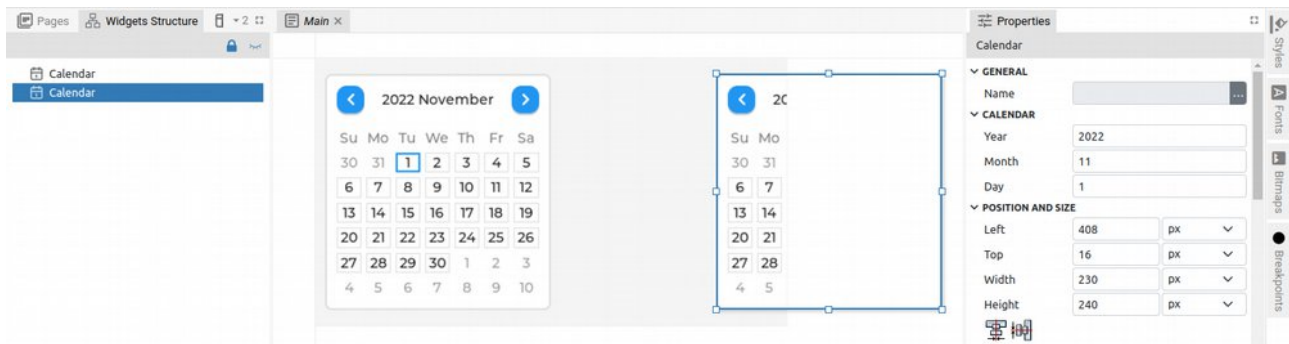 Pages Widgets Structure 2 Main ×
Calendar
Calendar
2022 November
Su Mo Tu We Th Fr Sa
30 31 1 2 3 4 5
6 7 8 9 10 11 12
13 14 15 16 17 18 19
20 21 22 23 24 25 26
27 28 29 30 1 2 3
4 5 6 7 8 9 10
20
Su Mo
30 31
6 7
13 14
20 21
27 28
4 5
Properties
Calendar
GENERAL
Name ...
CALENDAR
Year 2022
Month 11
Day 1
POSITION AND SIZE
Left 408 px
Top 16 px
Width 230 px
Height 240 px
Styles
A Fonts
Bitmaps
Breakpoints